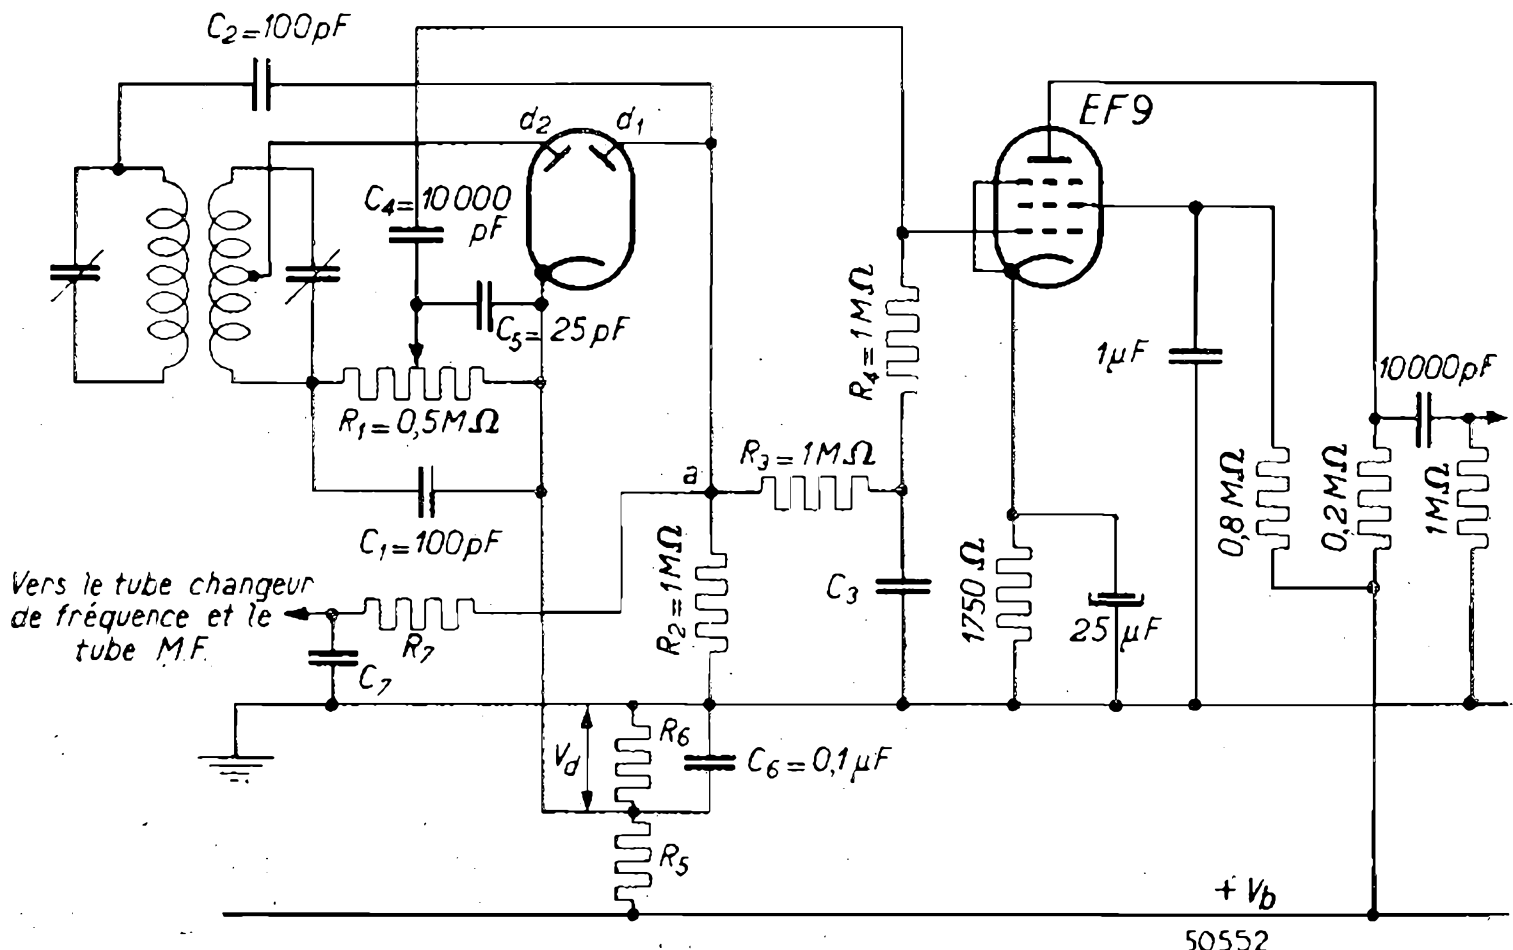 C2=100pF
EF9
d2
d1
C4=10000
pF
C5=25pF
R4=1MΩ
1µF
10000pF
R1=0,5MΩ
R3=1MΩ
a
0,8MΩ
0,2MΩ
1MΩ
C1=100pF
R2=1MΩ
C3
1750Ω
25µF
Vers le tube changeur
de fréquence et le
tube M.F.
R7
C7
Vd
R6
C6=0,1µF
R5
+Vb
50552